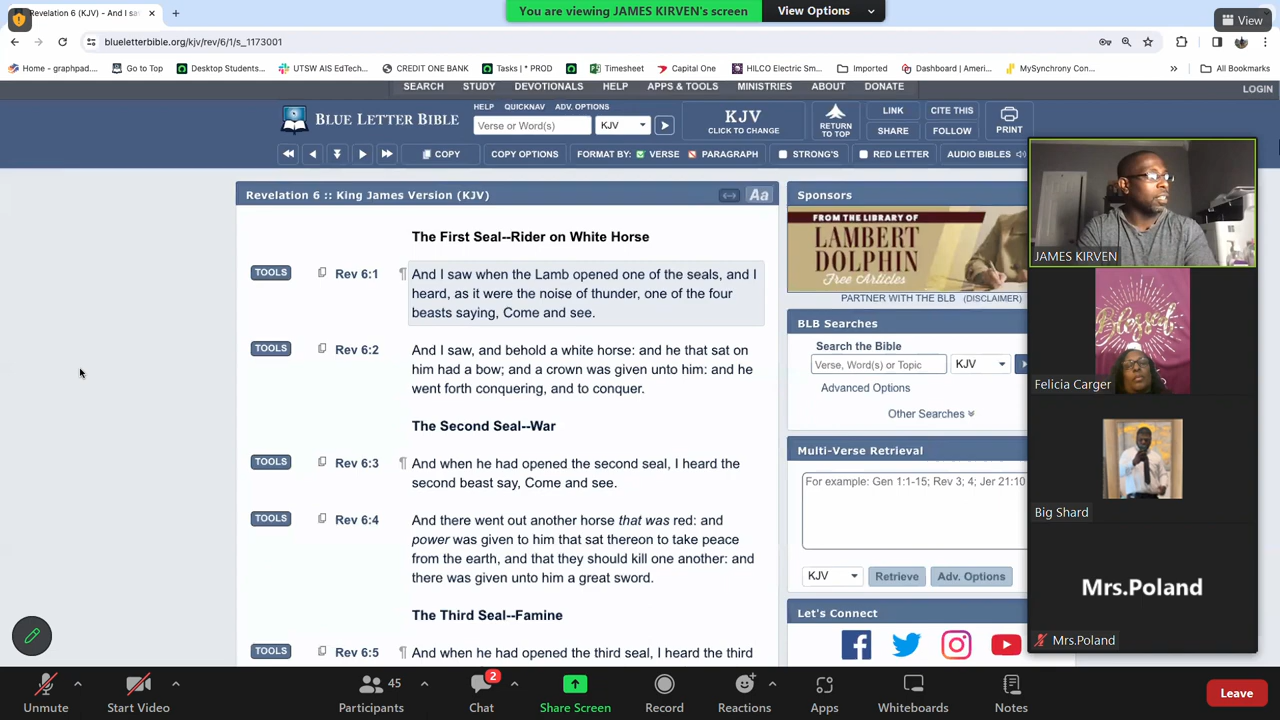 Revelation 6 (KJV) - And I sa
You are viewing JAMES KIRVEN's screen
View Options
View
blueletterbible.org/kjv/rev/6/1/s_1173001
Home - graphpad....
Go to Top
Desktop Students...
UTSW AIS EdTech...
CREDIT ONE BANK
Tasks | * PROD
Timesheet
Capital One
HILCO Electric Sm...
Imported
Dashboard | Ameri...
MySynchrony Con...
All Bookmarks
SEARCH STUDY DEVOTIONALS HELP APPS & TOOLS MINISTRIES ABOUT DONATE
LOGIN
BLUE LETTER BIBLE
HELP QUICKNAV ADV. OPTIONS
Verse or Word(s)
KJV
KJV
CLICK TO CHANGE
RETURN
TO TOP
LINK
CITE THIS
SHARE
FOLLOW
PRINT
COPY
COPY OPTIONS
FORMAT BY: VERSE PARAGRAPH
STRONG'S
RED LETTER
AUDIO BIBLES
Revelation 6 :: King James Version (KJV)
Aa
The First Seal--Rider on White Horse
TOOLS Rev 6:1 ¶ And I saw when the Lamb opened one of the seals, and I
heard, as it were the noise of thunder, one of the four
beasts saying, Come and see.
TOOLS Rev 6:2 And I saw, and behold a white horse: and he that sat on
him had a bow; and a crown was given unto him: and he
went forth conquering, and to conquer.
The Second Seal--War
TOOLS Rev 6:3 ¶ And when he had opened the second seal, I heard the
second beast say, Come and see.
TOOLS Rev 6:4 And there went out another horse that was red: and
power was given to him that sat thereon to take peace
from the earth, and that they should kill one another: and
there was given unto him a great sword.
The Third Seal--Famine
TOOLS Rev 6:5 ¶ And when he had opened the third seal, I heard the third
Sponsors
FROM THE LIBRARY OF
LAMBERT
DOLPHIN
Free Articles
PARTNER WITH THE BLB (DISCLAIMER)
BLB Searches
Search the Bible
Verse, Word(s) or Topic
KJV
Advanced Options
Other Searches
Multi-Verse Retrieval
For example: Gen 1:1-15; Rev 3; 4; Jer 21:10
KJV
Retrieve
Adv. Options
Let's Connect
JAMES KIRVEN
Blessed
Felicia Carger
Big Shard
Mrs.Poland
Mrs.Poland
Unmute
Start Video
45
Participants
2
Chat
Share Screen
Record
Reactions
Apps
Whiteboards
Notes
Leave